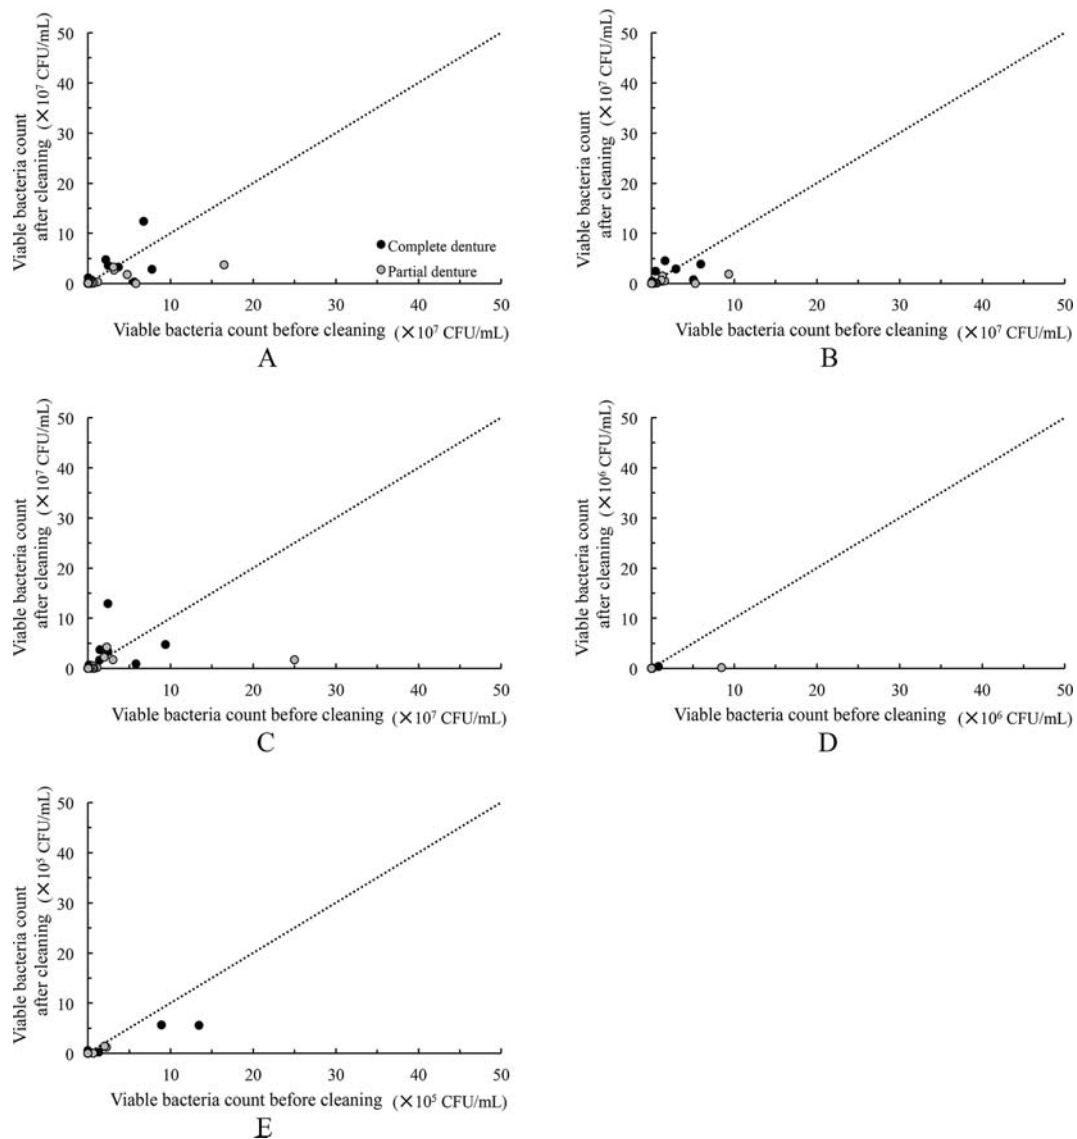 Viable bacteria count
after cleaning (×10⁷ CFU/mL)
50
40
30
20
10
0
10
20
30
40
50
Complete denture
Partial denture
Viable bacteria count before cleaning (×10⁷ CFU/mL)
A
Viable bacteria count
after cleaning (×10⁷ CFU/mL)
50
40
30
20
10
0
10
20
30
40
50
Viable bacteria count before cleaning (×10⁷ CFU/mL)
B
Viable bacteria count
after cleaning (×10⁷ CFU/mL)
50
40
30
20
10
0
10
20
30
40
50
Viable bacteria count before cleaning (×10⁷ CFU/mL)
C
Viable bacteria count
after cleaning (×10⁶ CFU/mL)
50
40
30
20
10
0
10
20
30
40
50
Viable bacteria count before cleaning (×10⁶ CFU/mL)
D
Viable bacteria count
after cleaning (×10⁵ CFU/mL)
50
40
30
20
10
0
10
20
30
40
50
Viable bacteria count before cleaning (×10⁵ CFU/mL)
E